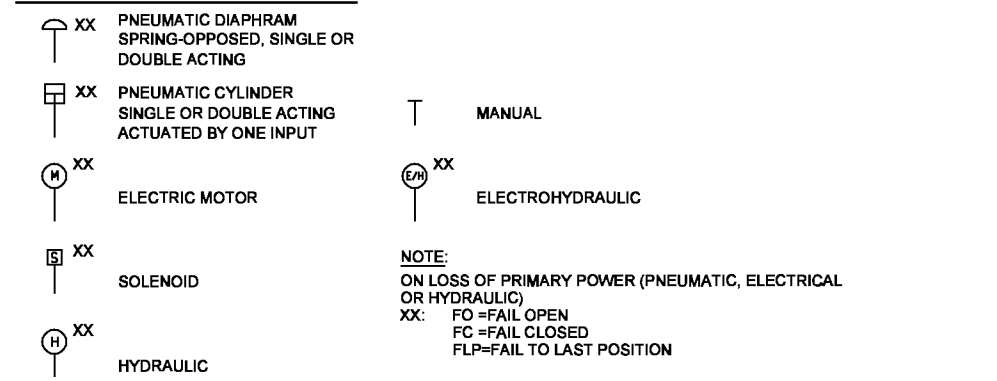 XX PNEUMATIC DIAPHRAM
SPRING-OPPOSED, SINGLE OR
DOUBLE ACTING
XX PNEUMATIC CYLINDER
SINGLE OR DOUBLE ACTING
ACTUATED BY ONE INPUT
MANUAL
M XX
ELECTRIC MOTOR
E/H XX
ELECTROHYDRAULIC
S XX
SOLENOID
H XX
HYDRAULIC
NOTE:
ON LOSS OF PRIMARY POWER (PNEUMATIC, ELECTRICAL
OR HYDRAULIC)
XX: FO =FAIL OPEN
FC =FAIL CLOSED
FLP=FAIL TO LAST POSITION